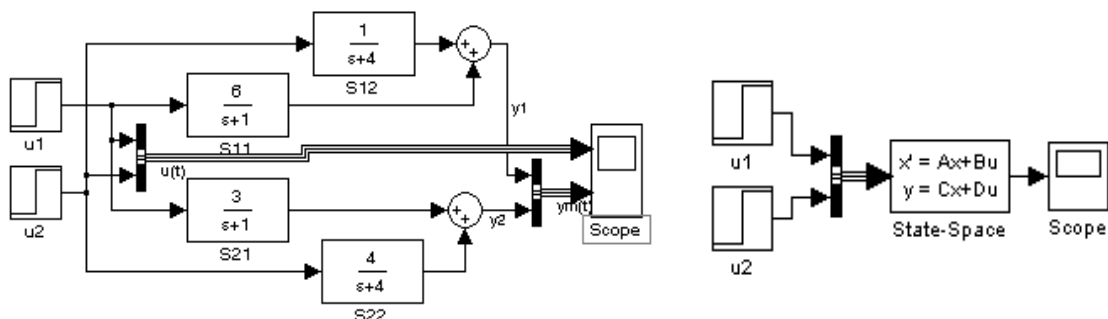 1
s+4
S12
6
s+1
S11
u1
y1
u(t)
u2
3
s+1
S21
y2
ym(t)
Scope
4
s+4
S22
u1
u2
x' = Ax+Bu
y = Cx+Du
State-Space
Scope